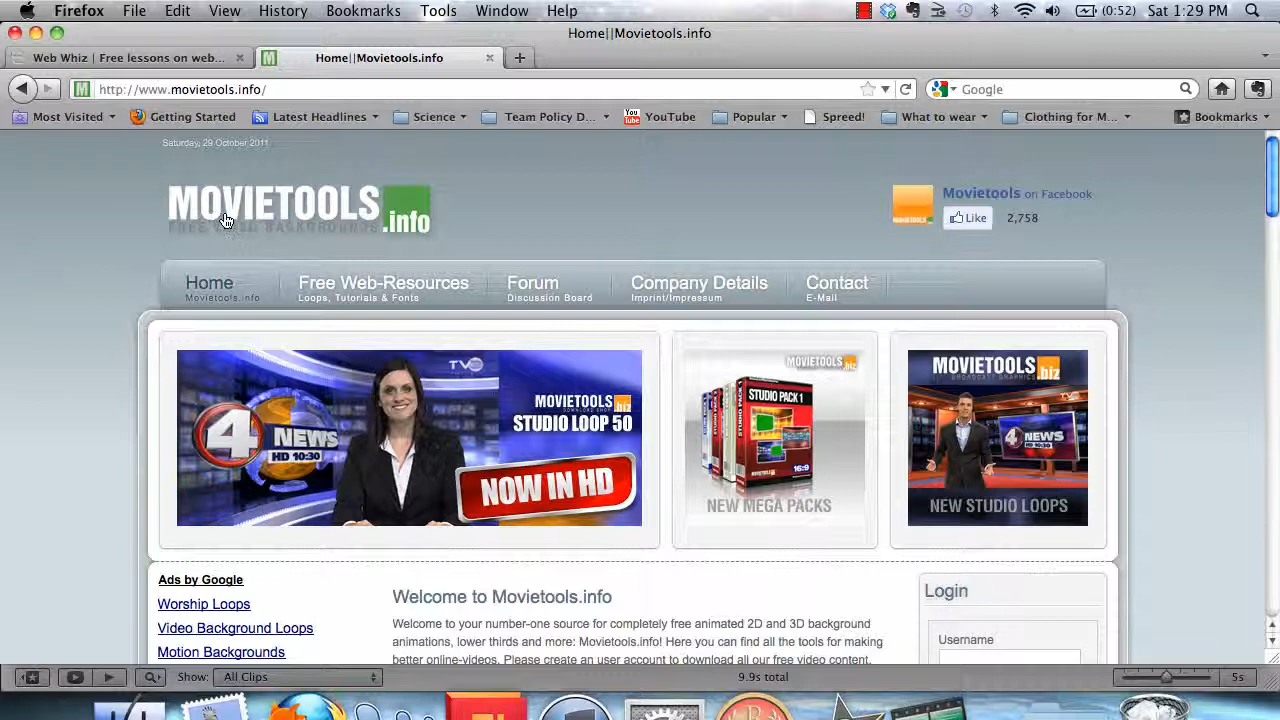 Firefox File Edit View History Bookmarks Tools Window Help (0:52) Sat 1:29 PM
Home||Movietools.info
Web Whiz | Free lessons on web... Home||Movietools.info
http://www.movietools.info/ Google
Most Visited Getting Started Latest Headlines Science Team Policy D... YouTube Popular Spreed! What to wear Clothing for M... Bookmarks
Saturday, 29 October 2011
MOVIETOOLS.info
Movietools on Facebook
Like 2,758
Home Free Web-Resources Forum Company Details Contact
Movietools.info Loops, Tutorials & Fonts Discussion Board Imprint/Impressum E-Mail
TV
4 NEWS
HD 10:30
MOVIETOOLS.biz
DOWNLOAD SHOP
STUDIO LOOP 50
NOW IN HD
MOVIETOOLS.biz
STUDIO PACK 1
16:9
NEW MEGA PACKS
MOVIETOOLS.biz
BROADCAST GRAPHICS
4 NEWS
NEW STUDIO LOOPS
Ads by Google
Worship Loops
Video Background Loops
Motion Backgrounds
Welcome to Movietools.info
Welcome to your number-one source for completely free animated 2D and 3D background
animations, lower thirds and more: Movietools.info! Here you can find all the tools for making
better online-videos. Please create an user account to download all our free video content.
Login
Username
Show: All Clips 9.9s total 5s